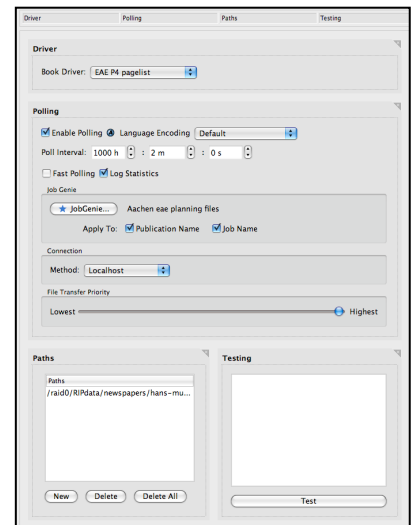 Driver Polling Paths Testing
Driver
Book Driver: EAE P4 pagelist
Polling
Enable Polling Language Encoding Default
Poll Interval: 1000 h : 2 m : 0 s
Fast Polling Log Statistics
Job Genie
★ JobGenie... Aachen eae planning files
Apply To: Publication Name Job Name
Connection
Method: Localhost
File Transfer Priority
Lowest Highest
Paths Testing
Paths
/raid0/RIPdata/newspapers/hans-mu...
New Delete Delete All Test